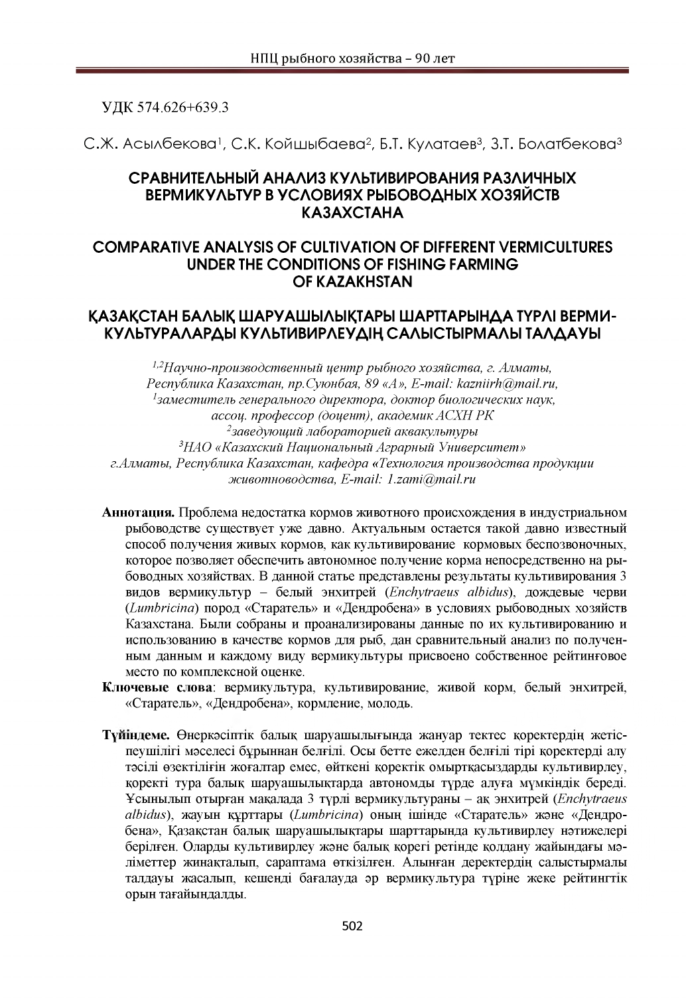 НПЦ рыбного хозяйства – 90 лет
УДК 574.626+639.3
С.Ж. Асылбекова¹, С.К. Койшыбаева², Б.Т. Кулатаев³, З.Т. Болатбекова³
СРАВНИТЕЛЬНЫЙ АНАЛИЗ КУЛЬТИВИРОВАНИЯ РАЗЛИЧНЫХ
ВЕРМИКУЛЬТУР В УСЛОВИЯХ РЫБОВОДНЫХ ХОЗЯЙСТВ
КАЗАХСТАНА
COMPARATIVE ANALYSIS OF CULTIVATION OF DIFFERENT VERMICULTURES
UNDER THE CONDITIONS OF FISHING FARMING
OF KAZAKHSTAN
ҚАЗАҚСТАН БАЛЫҚ ШАРУАШЫЛЫҚТАРЫ ШАРТТАРЫНДА ТҮРЛІ ВЕРМИ-
КУЛЬТУРАЛАРДЫ КУЛЬТИВИРЛЕУДІҢ САЛЫСТЫРМАЛЫ ТАЛДАУЫ
¹,²Научно-производственный центр рыбного хозяйства, г. Алматы,
Республика Казахстан, пр.Суюнбая, 89 «А», E-mail: kazniirh@mail.ru,
¹заместитель генерального директора, доктор биологических наук,
ассоц. профессор (доцент), академик АСХН РК
²заведующий лабораторией аквакультуры
³НАО «Казахский Национальный Аграрный Университет»
г.Алматы, Республика Казахстан, кафедра «Технология производства продукции
животноводства, E-mail: 1.zami@mail.ru
Аннотация. Проблема недостатка кормов животного происхождения в индустриальном
рыбоводстве существует уже давно. Актуальным остается такой давно известный
способ получения живых кормов, как культивирование кормовых беспозвоночных,
которое позволяет обеспечить автономное получение корма непосредственно на ры-
боводных хозяйствах. В данной статье представлены результаты культивирования 3
видов вермикультур – белый энхитрей (Enchytraeus albidus), дождевые черви
(Lumbricina) пород «Старатель» и «Дендробена» в условиях рыбоводных хозяйств
Казахстана. Были собраны и проанализированы данные по их культивированию и
использованию в качестве кормов для рыб, дан сравнительный анализ по получен-
ным данным и каждому виду вермикультуры присвоено собственное рейтинговое
место по комплексной оценке.
Ключевые слова: вермикультура, культивирование, живой корм, белый энхитрей,
«Старатель», «Дендробена», кормление, молодь.
Түйіндеме. Өнеркәсіптік балық шаруашылығында жануар тектес қоректердің жетіс-
пеушілігі мәселесі бұрыннан белгілі. Осы бетте ежелден белгілі тірі қоректерді алу
тәсілі өзектілігін жоғалтар емес, өйткені қоректік омыртқасыздарды культивирлеу,
қоректі тура балық шаруашылықтарда автономды түрде алуға мүмкіндік береді.
Ұсынылып отырған мақалада 3 түрлі вермикультураны – ақ энхитрей (Enchytraeus
albidus), жауын құрттары (Lumbricina) оның ішінде «Старатель» және «Дендро-
бена», Қазақстан балық шаруашылықтары шарттарында культивирлеу нәтижелері
берілген. Оларды культивирлеу және балық қорегі ретінде қолдану жайындағы мә-
ліметтер жинақталып, сараптама өткізілген. Алынған деректердің салыстырмалы
талдауы жасалып, кешенді бағалауда әр вермикультура түріне жеке рейтингтік
орын тағайындалды.
502